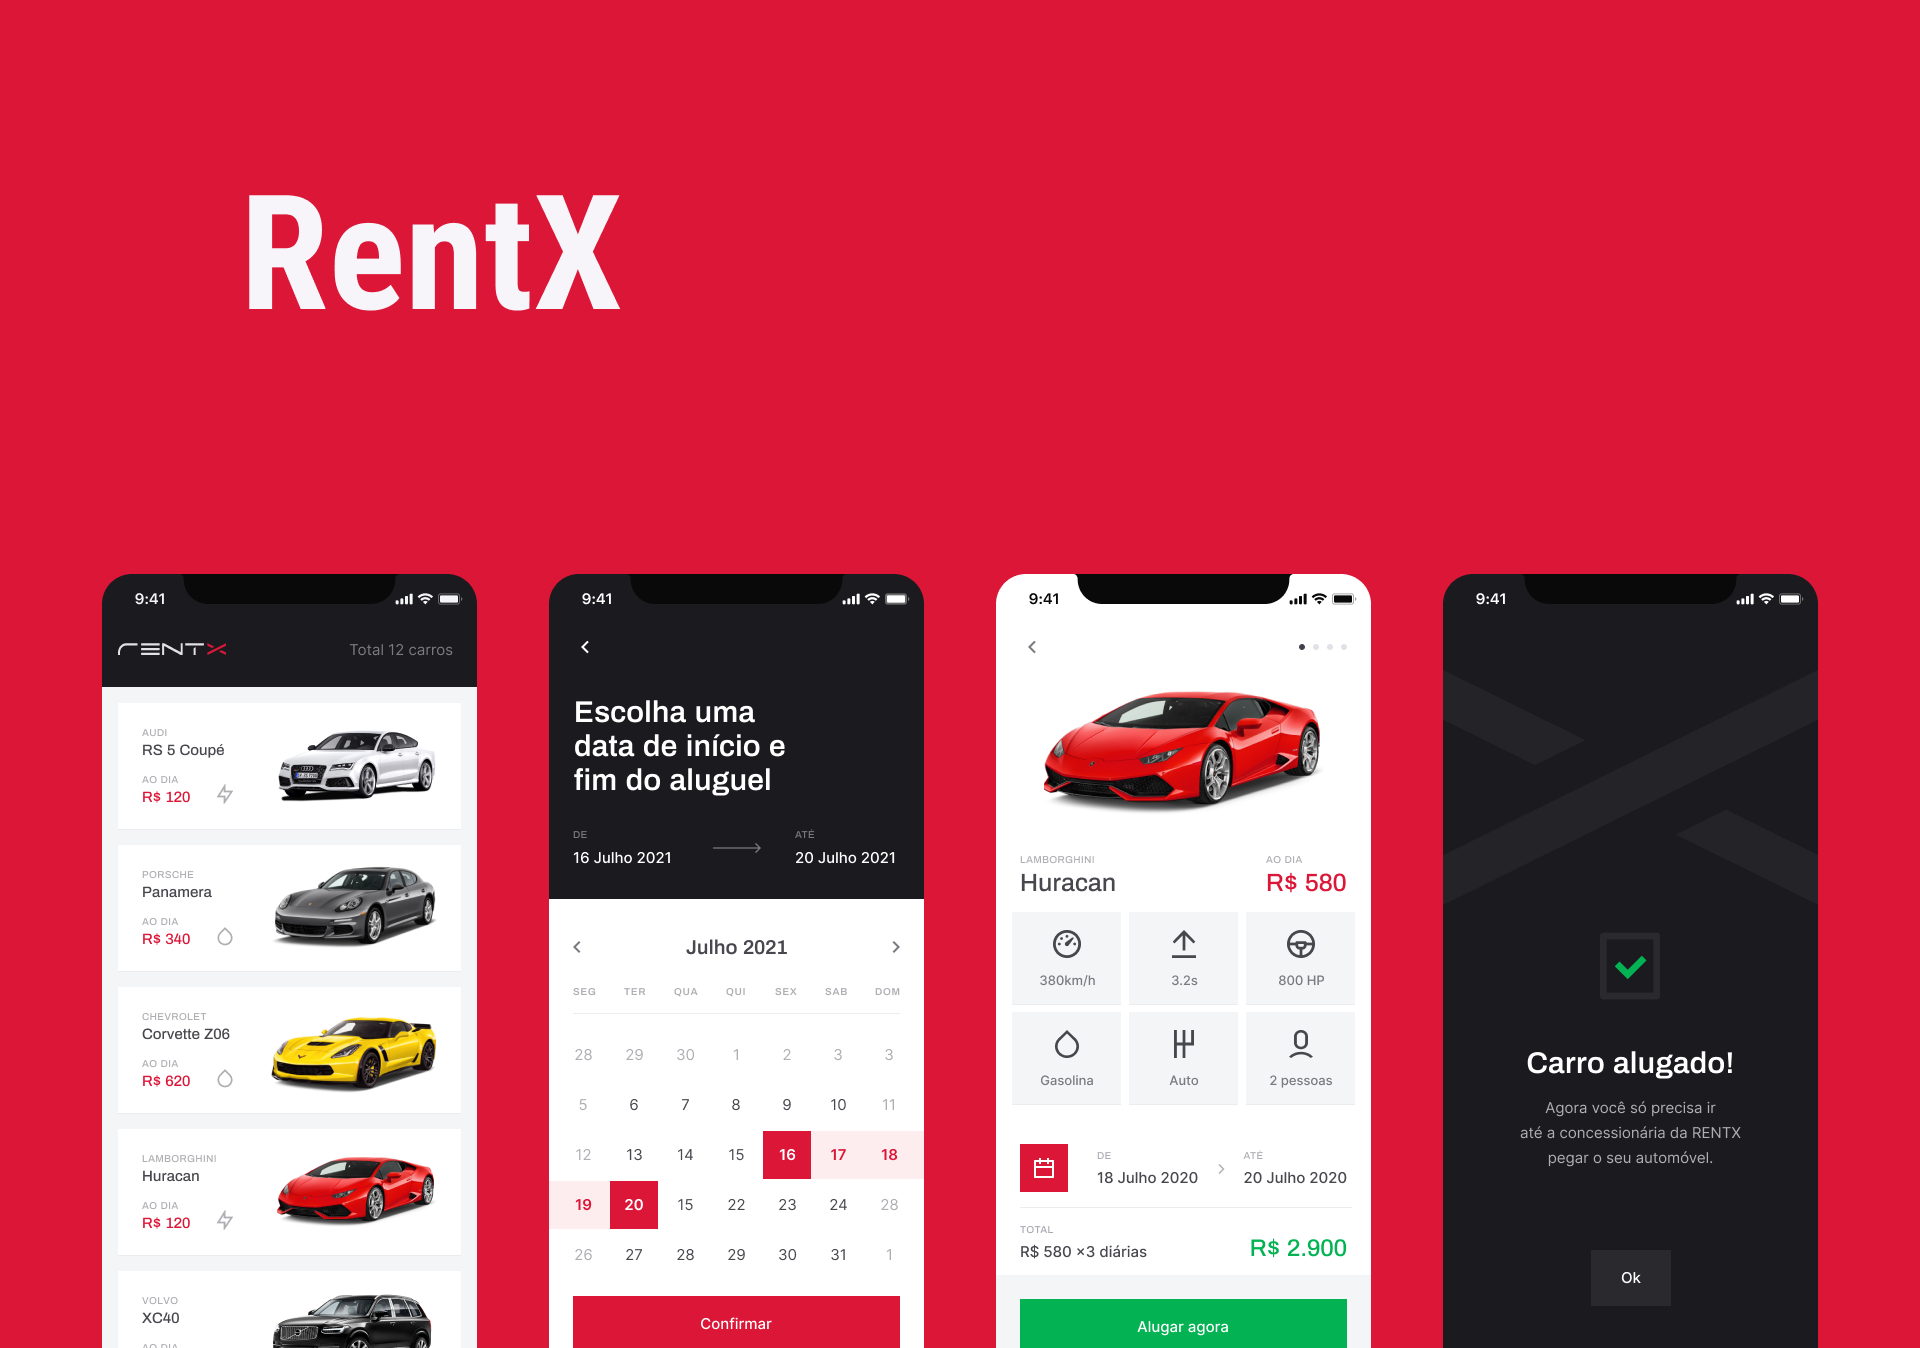 RentX
9:41
RENTX
Total 12 carros
AUDI
RS 5 Coupé
AO DIA
R$ 120
PORSCHE
Panamera
AO DIA
R$ 340
CHEVROLET
Corvette Z06
AO DIA
R$ 620
LAMBORGHINI
Huracan
AO DIA
R$ 120
VOLVO
XC40
AO DIA
9:41
Escolha uma
data de início e
fim do aluguel
DE ATÉ
16 Julho 2021 20 Julho 2021
Julho 2021
SEG TER QUA QUI SEX SAB DOM
28 29 30 1 2 3 3
5 6 7 8 9 10 11
12 13 14 15 16 17 18
19 20 15 22 23 24 28
26 27 28 29 30 31 1
Confirmar
9:41
LAMBORGHINI AO DIA
Huracan R$ 580
380km/h 3.2s 800 HP
Gasolina Auto 2 pessoas
DE ATÉ
18 Julho 2020 20 Julho 2020
TOTAL
R$ 580 ×3 diárias R$ 2.900
Alugar agora
9:41
Carro alugado!
Agora você só precisa ir
até a concessionária da RENTX
pegar o seu automóvel.
Ok